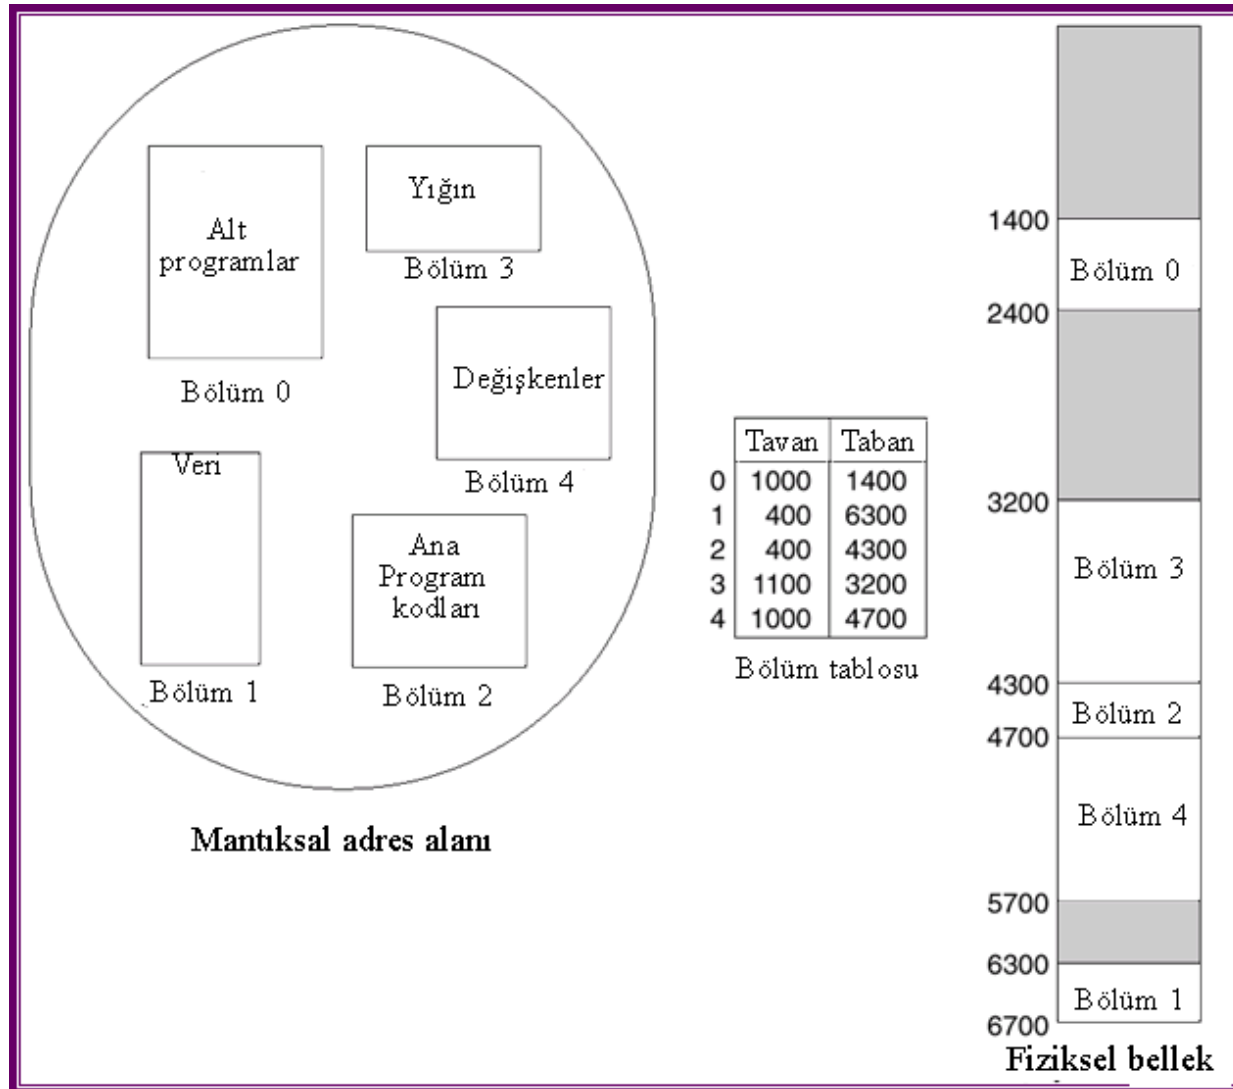 Alt
programlar
Bölüm 0
Yığın
Bölüm 3
Değişkenler
Bölüm 4
Veri
Bölüm 1
Ana
Program
kodları
Bölüm 2
Mantıksal adres alanı
Tavan Taban
0 1000 1400
1 400 6300
2 400 4300
3 1100 3200
4 1000 4700
Bölüm tablosu
1400
Bölüm 0
2400
3200
Bölüm 3
4300
Bölüm 2
4700
Bölüm 4
5700
6300
Bölüm 1
6700
Fiziksel bellek